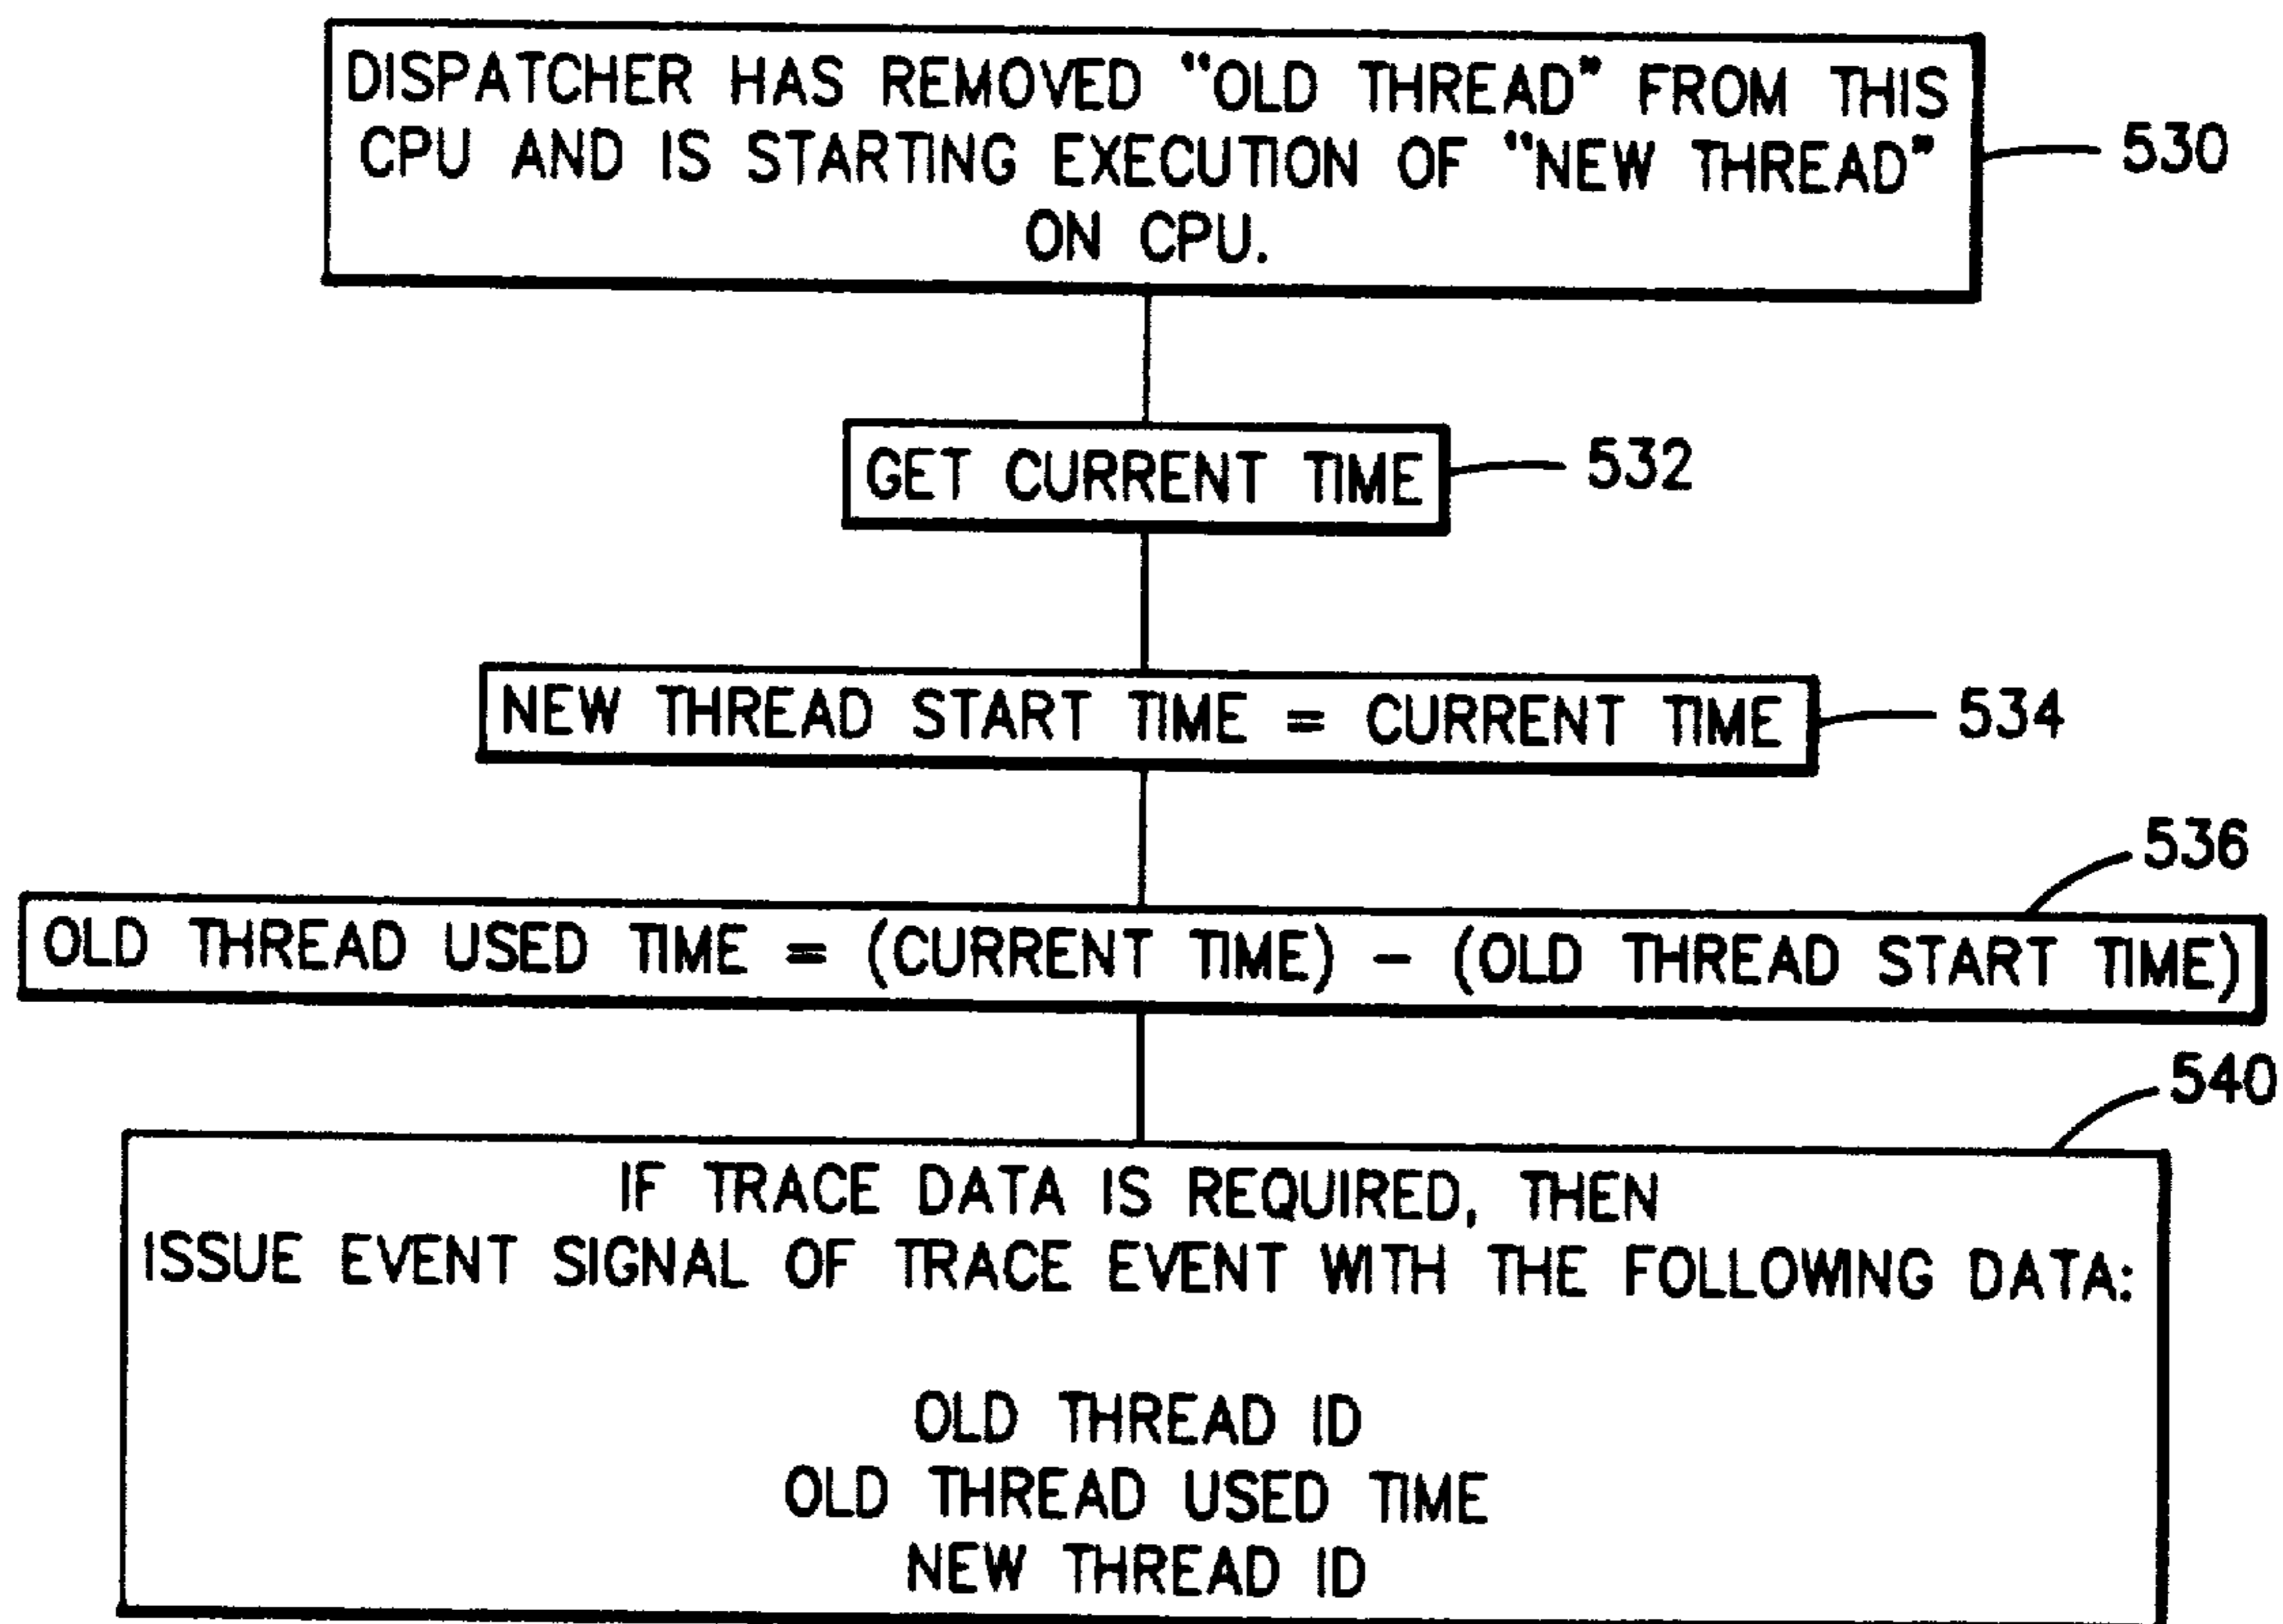 DISPATCHER HAS REMOVED "OLD THREAD" FROM THIS
CPU AND IS STARTING EXECUTION OF "NEW THREAD"
ON CPU.
530
GET CURRENT TIME
532
NEW THREAD START TIME = CURRENT TIME
534
536
OLD THREAD USED TIME = (CURRENT TIME) - (OLD THREAD START TIME)
540
IF TRACE DATA IS REQUIRED, THEN
ISSUE EVENT SIGNAL OF TRACE EVENT WITH THE FOLLOWING DATA:
OLD THREAD ID
OLD THREAD USED TIME
NEW THREAD ID